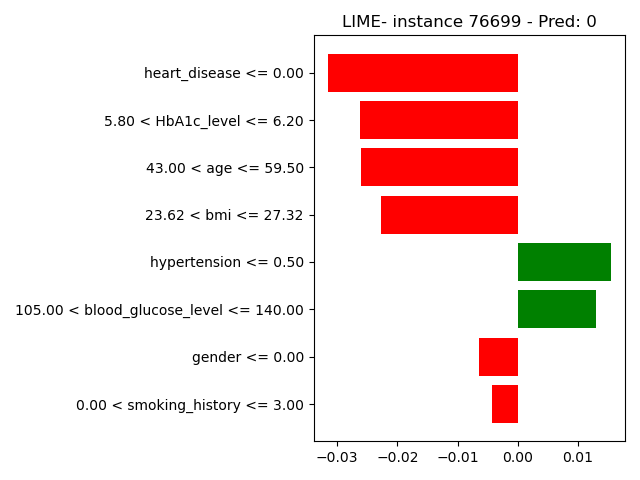 LIME- instance 76699 - Pred: 0
heart_disease <= 0.00
5.80 < HbA1c_level <= 6.20
43.00 < age <= 59.50
23.62 < bmi <= 27.32
hypertension <= 0.50
105.00 < blood_glucose_level <= 140.00
gender <= 0.00
0.00 < smoking_history <= 3.00
−0.03 −0.02 −0.01 0.00 0.01